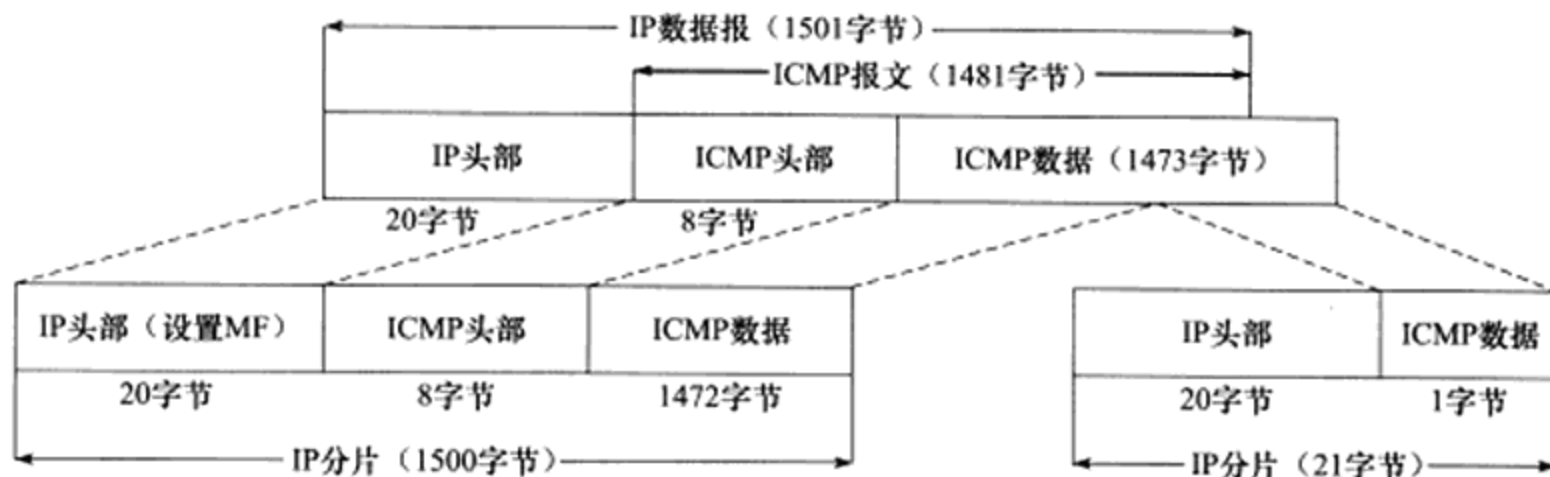 IP数据报（1501字节）
ICMP报文（1481字节）
IP头部
ICMP头部
ICMP数据（1473字节）
20字节
8字节
IP头部（设置MF）
ICMP头部
ICMP数据
IP头部
ICMP数据
20字节
8字节
1472字节
20字节
1字节
IP分片（1500字节）
IP分片（21字节）